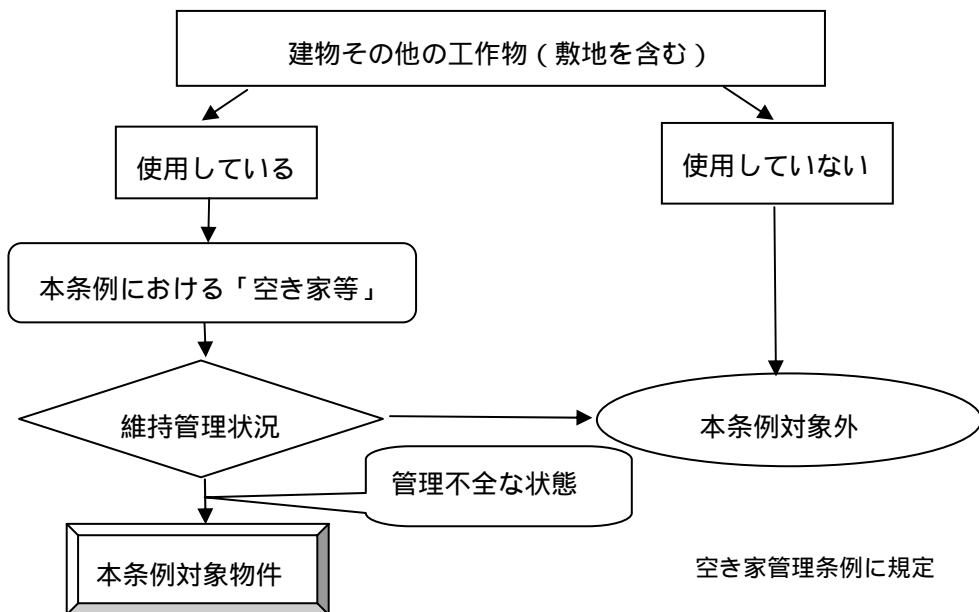 建物その他の工作物（敷地を含む）
使用している
使用していない
本条例における「空き家等」
維持管理状況
本条例対象外
管理不全な状態
本条例対象物件
空き家管理条例に規定